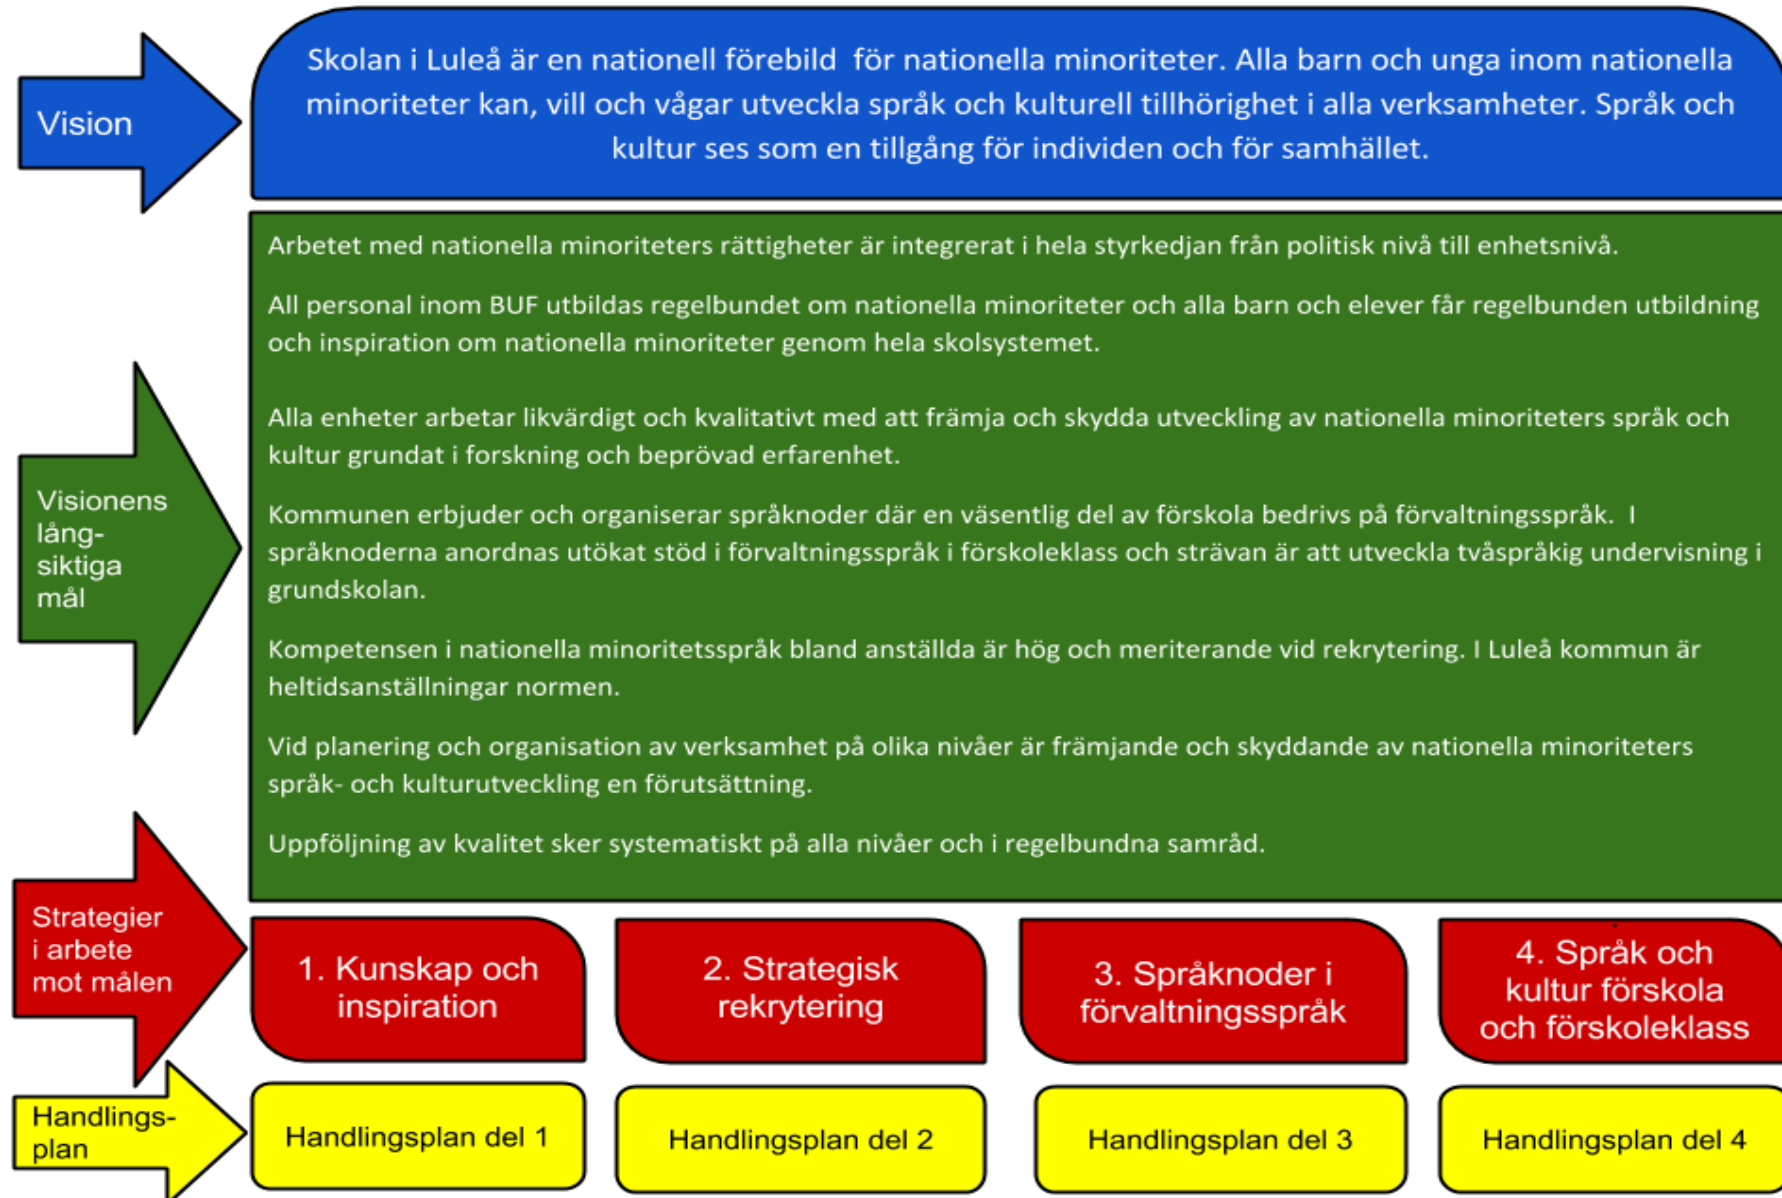 Vision
Skolan i Luleå är en nationell förebild för nationella minoriteter. Alla barn och unga inom nationella
minoriteter kan, vill och vågar utveckla språk och kulturell tillhörighet i alla verksamheter. Språk och
kultur ses som en tillgång för individen och för samhället.
Visionens
lång-
siktiga
mål
Arbetet med nationella minoriteters rättigheter är integrerat i hela styrkedjan från politisk nivå till enhetsnivå.
All personal inom BUF utbildas regelbundet om nationella minoriteter och alla barn och elever får regelbunden utbildning
och inspiration om nationella minoriteter genom hela skolsystemet.
Alla enheter arbetar likvärdigt och kvalitativt med att främja och skydda utveckling av nationella minoriteters språk och
kultur grundat i forskning och beprövad erfarenhet.
Kommunen erbjuder och organiserar språknoder där en väsentlig del av förskola bedrivs på förvaltningsspråk. I
språknoderna anordnas utökat stöd i förvaltningsspråk i förskoleklass och strävan är att utveckla tvåspråkig undervisning i
grundskolan.
Kompetensen i nationella minoritetsspråk bland anställda är hög och meriterande vid rekrytering. I Luleå kommun är
heltidsanställningar normen.
Vid planering och organisation av verksamhet på olika nivåer är främjande och skyddande av nationella minoriteters
språk- och kulturutveckling en förutsättning.
Uppföljning av kvalitet sker systematiskt på alla nivåer och i regelbundna samråd.
Strategier
i arbete
mot målen
1. Kunskap och
inspiration
2. Strategisk
rekrytering
3. Språknoder i
förvaltningsspråk
4. Språk och
kultur förskola
och förskoleklass
Handlings-
plan
Handlingsplan del 1
Handlingsplan del 2
Handlingsplan del 3
Handlingsplan del 4